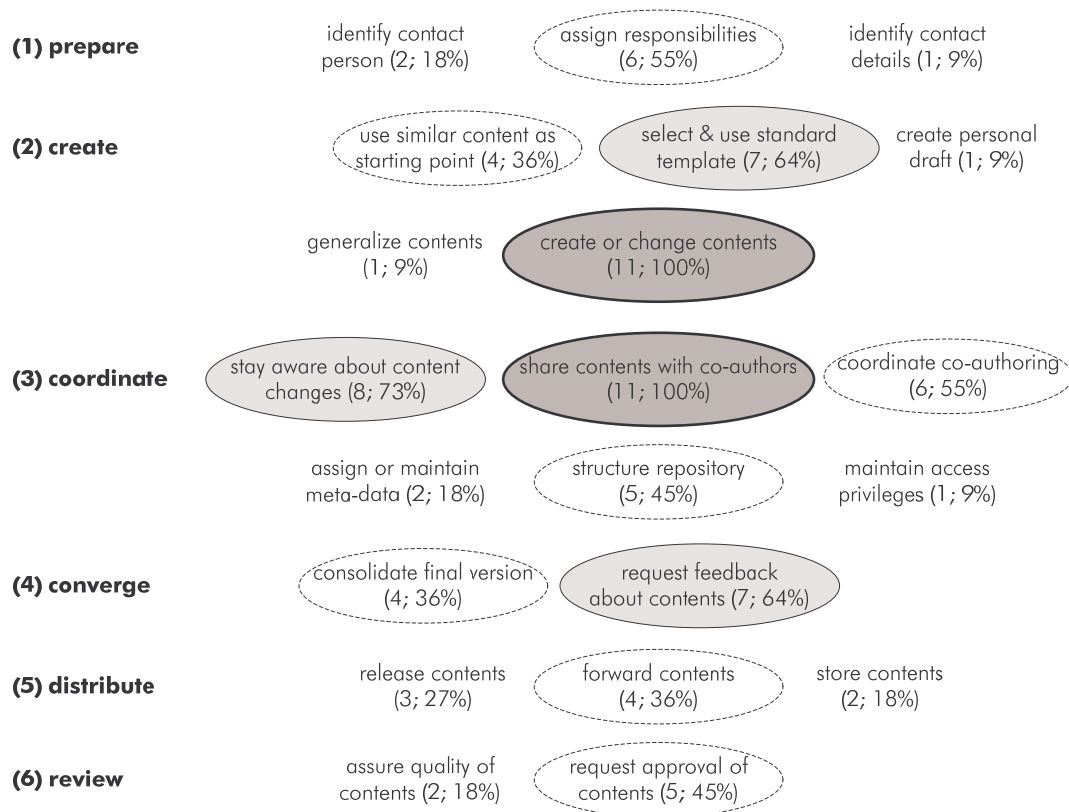 (1) prepare
identify contact
person (2; 18%)
assign responsibilities
(6; 55%)
identify contact
details (1; 9%)
(2) create
use similar content as
starting point (4; 36%)
select & use standard
template (7; 64%)
create personal
draft (1; 9%)
generalize contents
(1; 9%)
create or change contents
(11; 100%)
(3) coordinate
stay aware about content
changes (8; 73%)
share contents with co-authors
(11; 100%)
coordinate co-authoring
(6; 55%)
assign or maintain
meta-data (2; 18%)
structure repository
(5; 45%)
maintain access
privileges (1; 9%)
(4) converge
consolidate final version
(4; 36%)
request feedback
about contents (7; 64%)
(5) distribute
release contents
(3; 27%)
forward contents
(4; 36%)
store contents
(2; 18%)
(6) review
assure quality of
contents (2; 18%)
request approval of
contents (5; 45%)